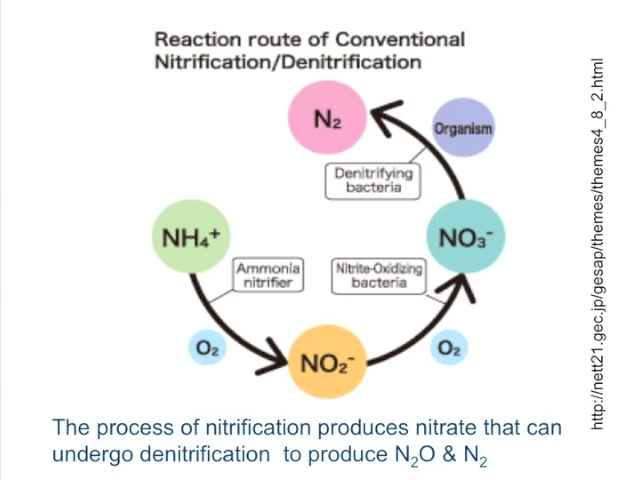 Reaction route of Conventional
Nitrification/Denitrification
N₂
Organism
Denitrifying
bacteria
NH₄⁺
NO₃⁻
Ammonia
nitrifier
Nitrite-Oxidizing
bacteria
O₂
NO₂⁻
O₂
The process of nitrification produces nitrate that can
undergo denitrification to produce N₂O & N₂
http://nett21.gec.jp/gesap/themes/themes4_8_2.html